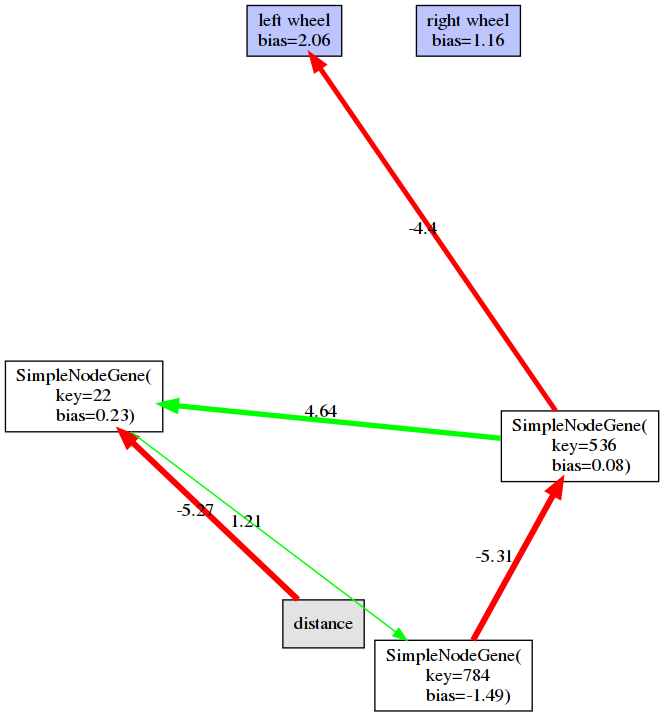 left wheel
bias=2.06
right wheel
bias=1.16
-4.4
SimpleNodeGene(
key=22
bias=0.23)
4.64
SimpleNodeGene(
key=536
bias=0.08)
-5.27
1.21
-5.31
distance
SimpleNodeGene(
key=784
bias=-1.49)